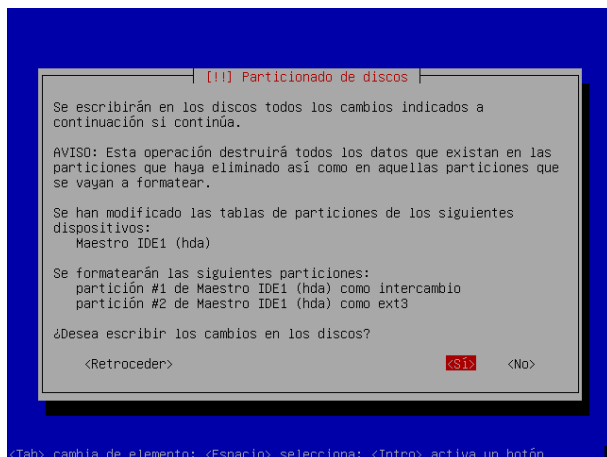 [!!] Particionado de discos
Se escribirán en los discos todos los cambios indicados a
continuación si continúa.
AVISO: Esta operación destruirá todos los datos que existan en las
particiones que haya eliminado así como en aquellas particiones que
se vayan a formatear.
Se han modificado las tablas de particiones de los siguientes
dispositivos:
Maestro IDE1 (hda)
Se formatearán las siguientes particiones:
partición #1 de Maestro IDE1 (hda) como intercambio
partición #2 de Maestro IDE1 (hda) como ext3
¿Desea escribir los cambios en los discos?
<Retroceder> <Sí> <No>
<Tab> cambia de elemento; <Espacio> selecciona; <Intro> activa un botón